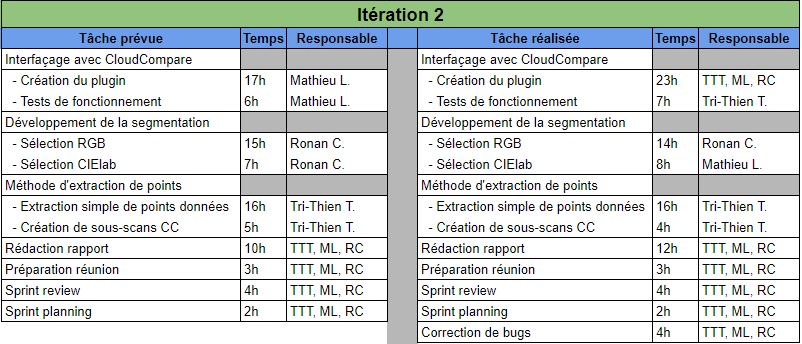 Itération 2
Tâche prévue Temps Responsable Tâche réalisée Temps Responsable
Interfaçage avec CloudCompare Interfaçage avec CloudCompare
- Création du plugin 17h Mathieu L. - Création du plugin 23h TTT, ML, RC
- Tests de fonctionnement 6h Mathieu L. - Tests de fonctionnement 7h Tri-Thien T.
Développement de la segmentation Développement de la segmentation
- Sélection RGB 15h Ronan C. - Sélection RGB 14h Ronan C.
- Sélection CIElab 7h Ronan C. - Sélection CIElab 8h Mathieu L.
Méthode d'extraction de points Méthode d'extraction de points
- Extraction simple de points données 16h Tri-Thien T. - Extraction simple de points données 16h Tri-Thien T.
- Création de sous-scans CC 5h Tri-Thien T. - Création de sous-scans CC 4h Tri-Thien T.
Rédaction rapport 10h TTT, ML, RC Rédaction rapport 12h TTT, ML, RC
Préparation réunion 3h TTT, ML, RC Préparation réunion 3h TTT, ML, RC
Sprint review 4h TTT, ML, RC Sprint review 4h TTT, ML, RC
Sprint planning 2h TTT, ML, RC Sprint planning 2h TTT, ML, RC
Correction de bugs 4h TTT, ML, RC